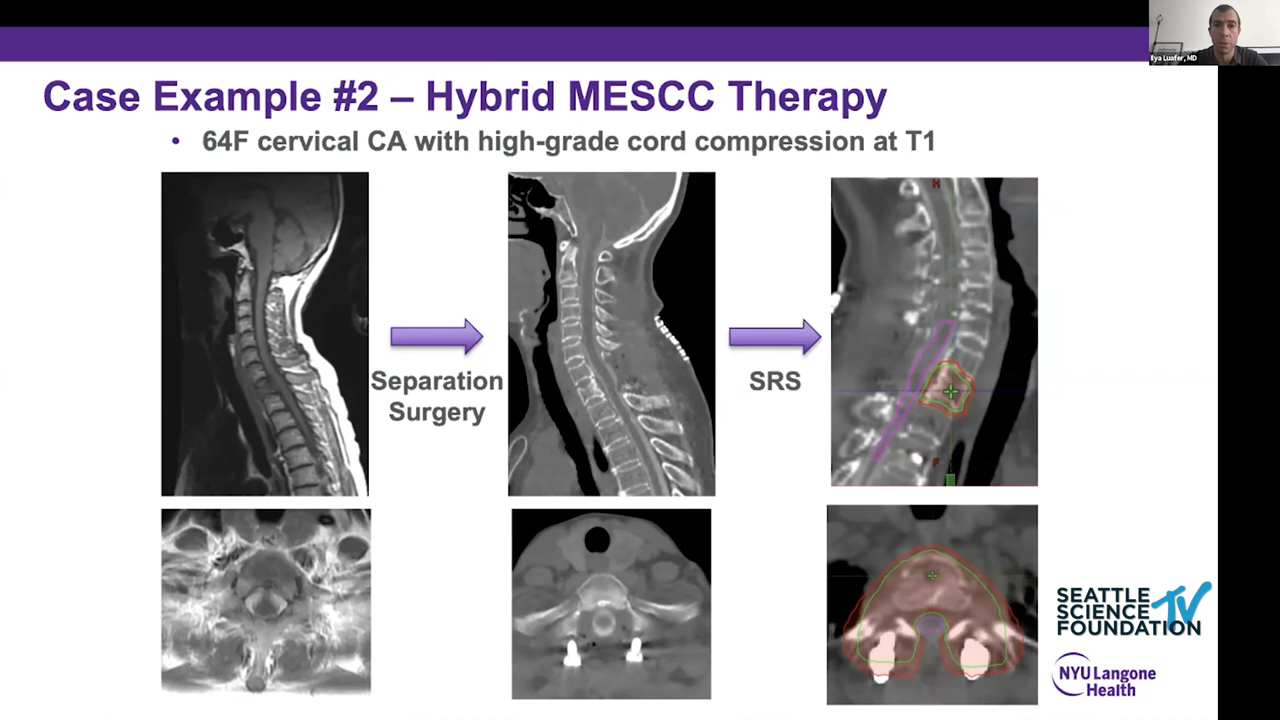 Ilya Luafer, MD
Case Example #2 – Hybrid MESCC Therapy
• 64F cervical CA with high-grade cord compression at T1
Separation
Surgery
SRS
H
F
SEATTLE
SCIENCE TV
FOUNDATION
NYU Langone
Health